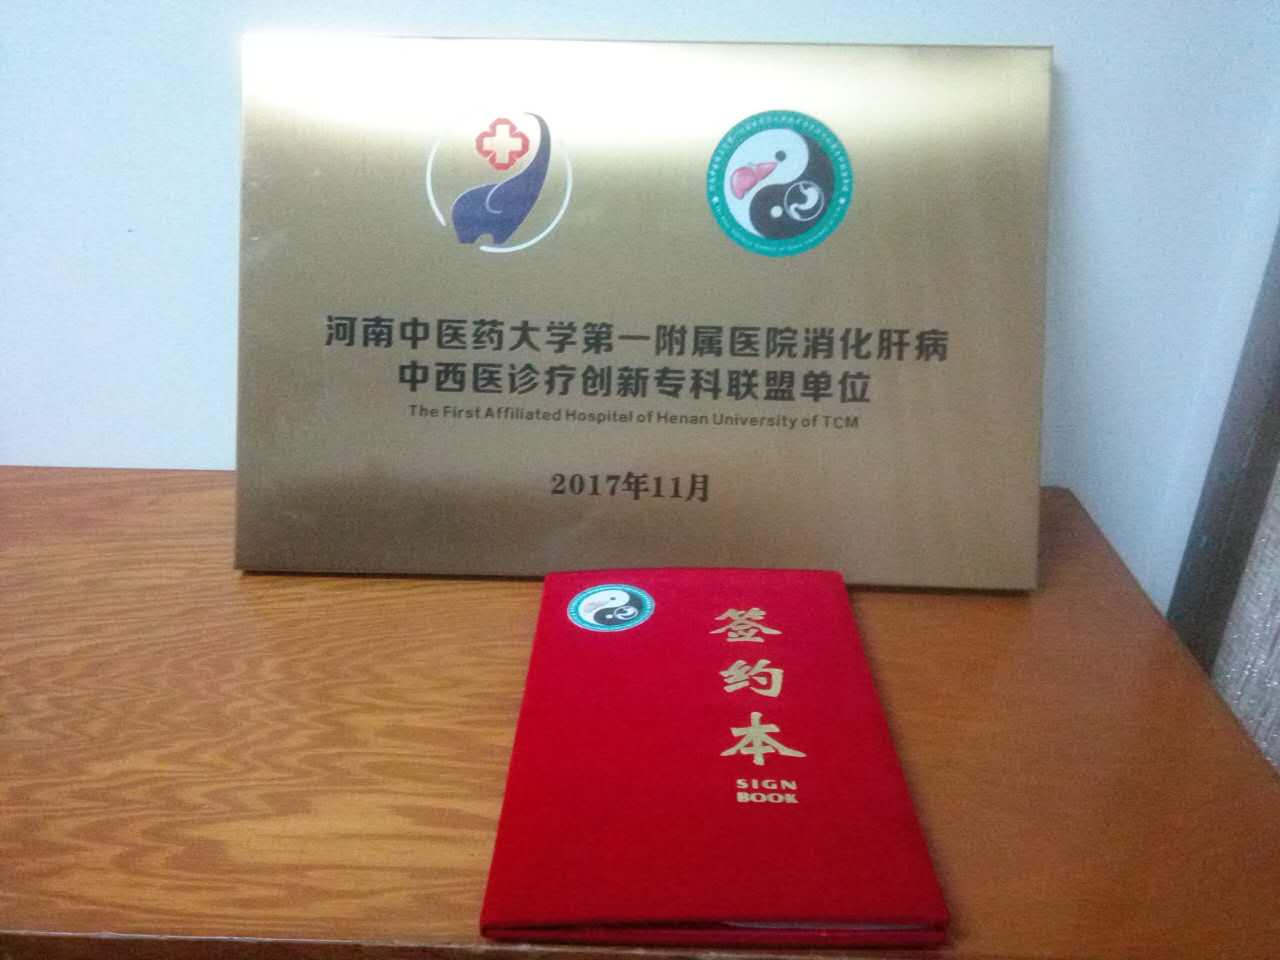 河南中医药大学第一附属医院消化肝病
中西医诊疗创新专科联盟单位
The First Affiliated Hospital of Henan University of TCM
2017年11月
签约本
SIGN
BOOK